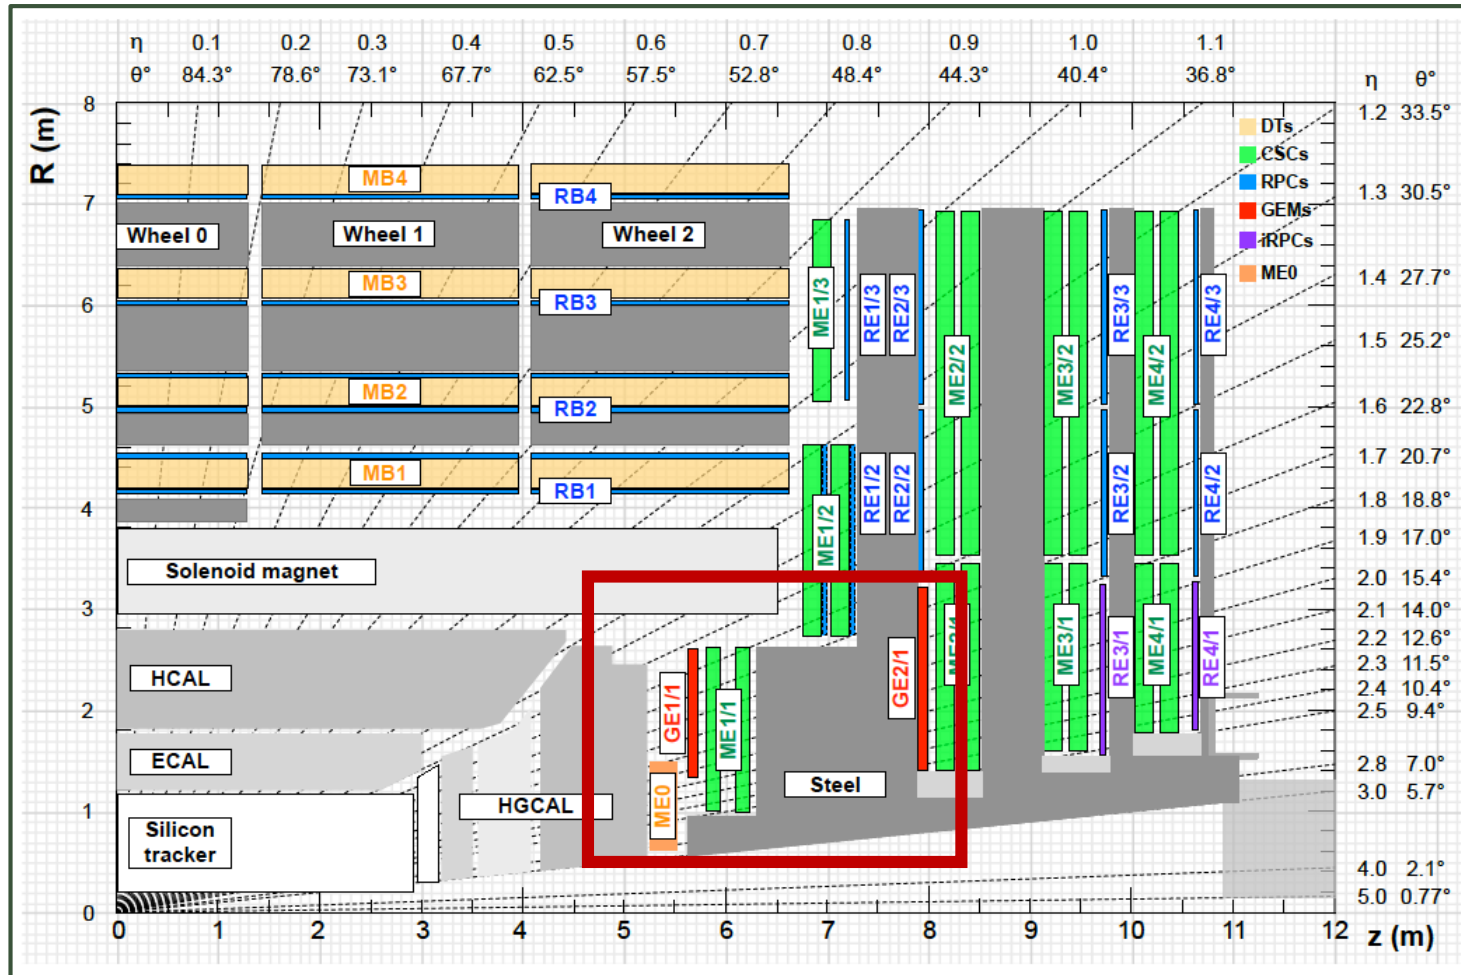 η 0.1 0.2 0.3 0.4 0.5 0.6 0.7 0.8 0.9 1.0 1.1
θ° 84.3° 78.6° 73.1° 67.7° 62.5° 57.5° 52.8° 48.4° 44.3° 40.4° 36.8°
η θ°
R (m)
8
7
6
5
4
3
2
1
0
1.2 33.5°
1.3 30.5°
1.4 27.7°
1.5 25.2°
1.6 22.8°
1.7 20.7°
1.8 18.8°
1.9 17.0°
2.0 15.4°
2.1 14.0°
2.2 12.6°
2.3 11.5°
2.4 10.4°
2.5 9.4°
2.8 7.0°
3.0 5.7°
4.0 2.1°
5.0 0.77°
DTs
CSCs
RPCs
GEMs
iRPCs
ME0
MB4
RB4
Wheel 0
Wheel 1
Wheel 2
MB3
RB3
MB2
RB2
MB1
RB1
ME1/3
RE1/3
RE2/3
ME2/2
ME3/2
RE3/3
ME4/2
RE4/3
ME1/2
RE1/2
RE2/2
RE3/2
RE4/2
Solenoid magnet
HCAL
ECAL
Silicon
tracker
HGCAL
ME0
GE1/1
ME1/1
Steel
GE2/1
ME2/1
ME3/1
RE3/1
ME4/1
RE4/1
0 1 2 3 4 5 6 7 8 9 10 11 12
z (m)